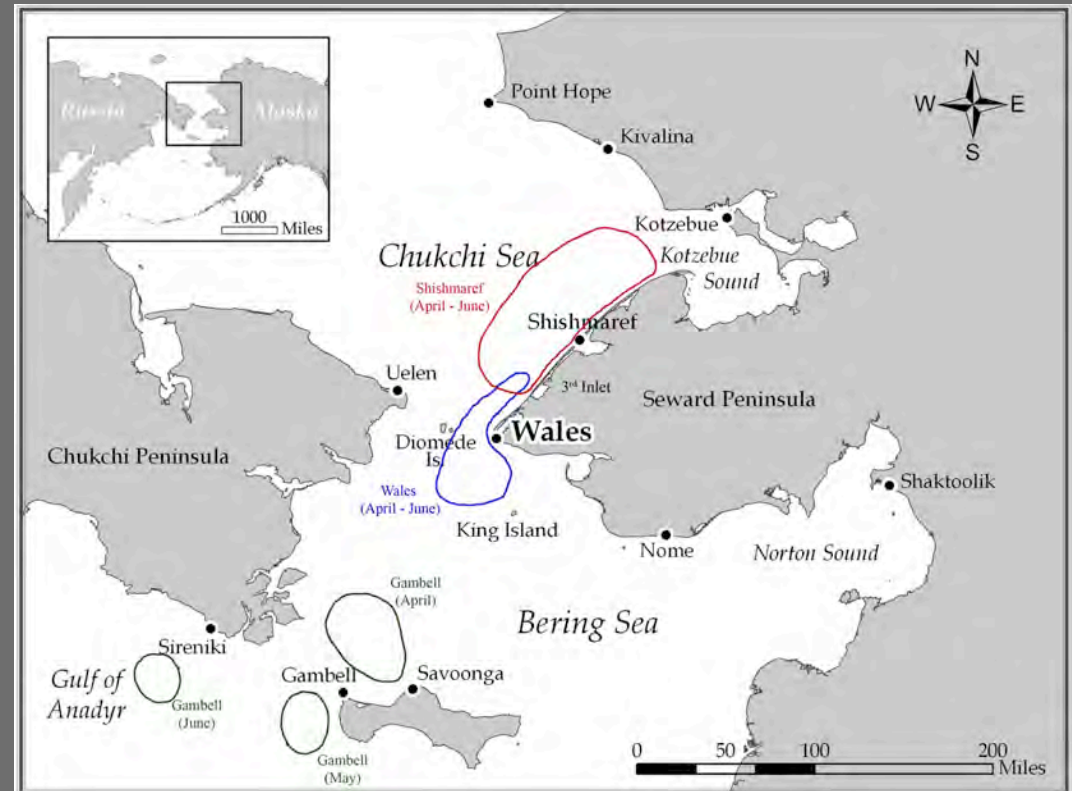 Russia
Alaska
1000
Miles
N
W
E
S
Point Hope
Kivalina
Kotzebue
Kotzebue
Sound
Chukchi Sea
Shishmaref
(April - June)
Shishmaref
Uelen
3rd Inlet
Seward Peninsula
Wales
Diomede
Is.
Chukchi Peninsula
Wales
(April - June)
Shaktoolik
King Island
Nome
Norton Sound
Gambell
(April)
Bering Sea
Sireniki
Gulf of
Anadyr
Gambell
(June)
Gambell
Savoonga
Gambell
(May)
0
50
100
200
Miles